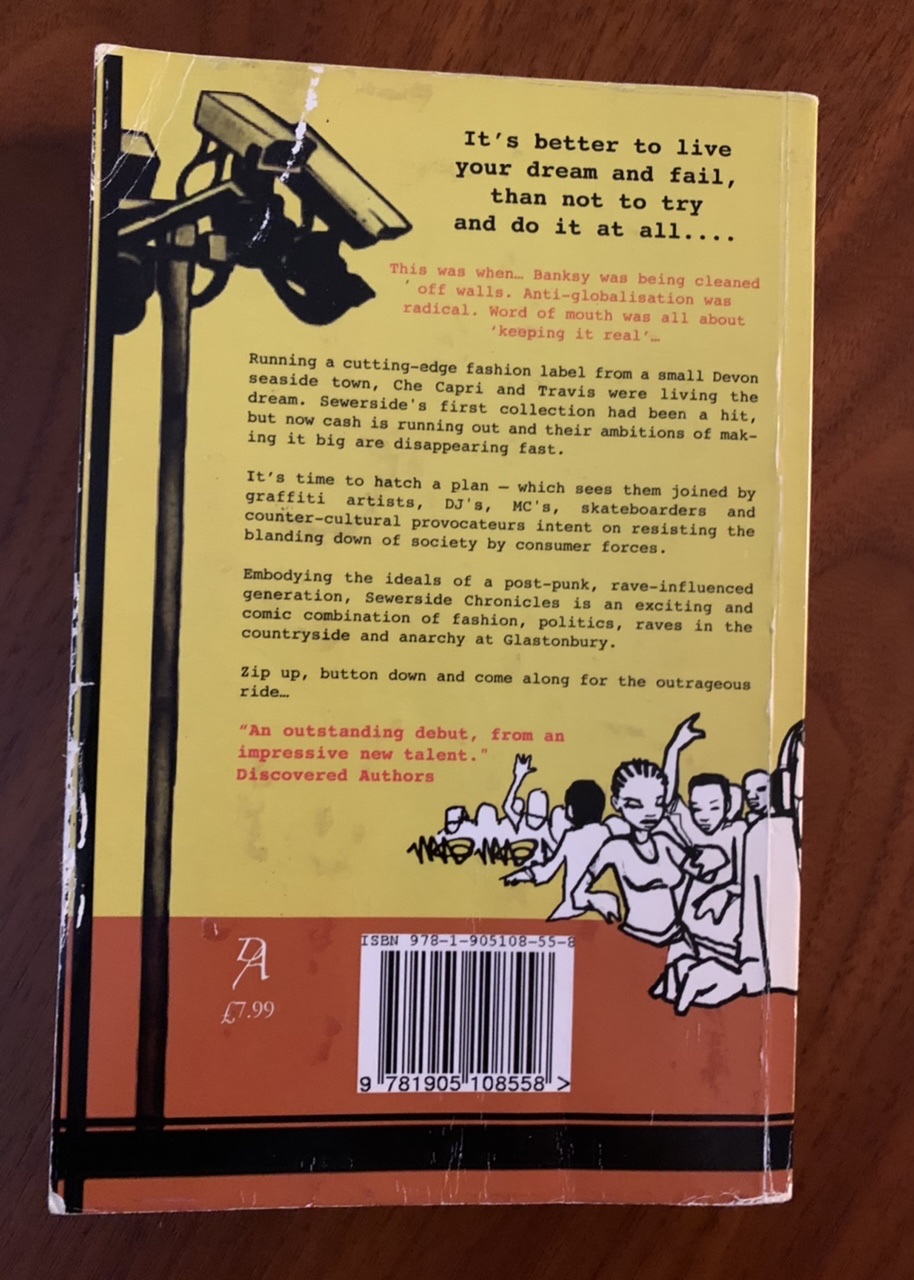 It's better to live
your dream and fail,
than not to try
and do it at all....
This was when… Banksy was being cleaned
off walls. Anti-globalisation was
radical. Word of mouth was all about
‘keeping it real’…
Running a cutting-edge fashion label from a small Devon
seaside town, Che Capri and Travis were living the
dream. Sewerside's first collection had been a hit,
but now cash is running out and their ambitions of mak-
ing it big are disappearing fast.
It's time to hatch a plan – which sees them joined by
graffiti artists, DJ's, MC's, skateboarders and
counter-cultural provocateurs intent on resisting the
blanding down of society by consumer forces.
Embodying the ideals of a post-punk, rave-influenced
generation, Sewerside Chronicles is an exciting and
comic combination of fashion, politics, raves in the
countryside and anarchy at Glastonbury.
Zip up, button down and come along for the outrageous
ride…
“An outstanding debut, from an
impressive new talent."
Discovered Authors
DA
£7.99
ISBN 978-1-905108-55-8
9 781905 108558 >